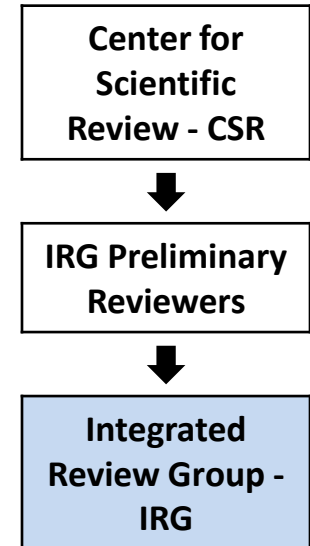 Center for
Scientific
Review - CSR
IRG Preliminary
Reviewers
Integrated
Review Group -
IRG